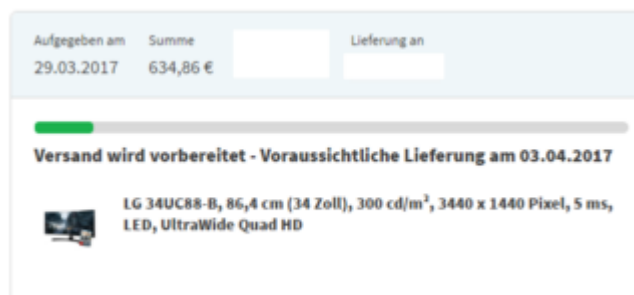 Aufgegeben am Summe Lieferung an
29.03.2017 634,86 €
Versand wird vorbereitet - Voraussichtliche Lieferung am 03.04.2017
LG 34UC88-B, 86,4 cm (34 Zoll), 300 cd/m², 3440 x 1440 Pixel, 5 ms,
LED, UltraWide Quad HD